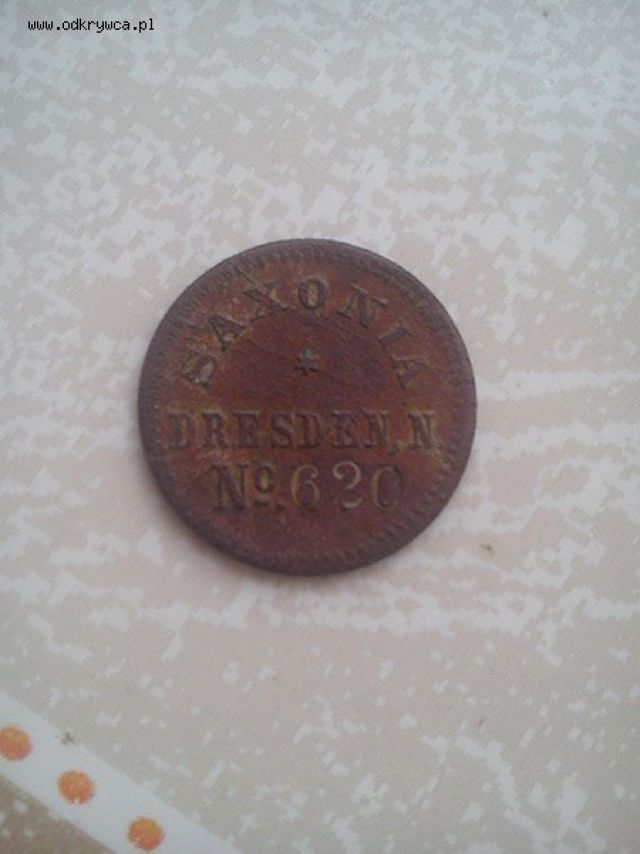 www.odkrywca.pl
SAXONIA
*
DRESDEN, N.
No. 620